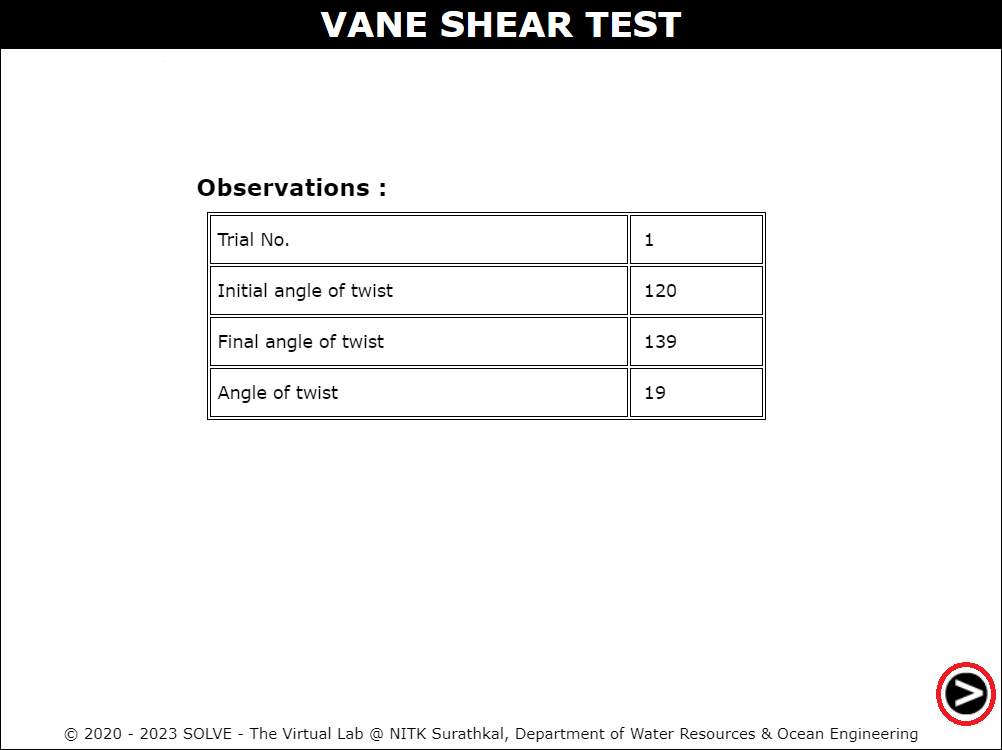 VANE SHEAR TEST
Observations :
Trial No. 1
Initial angle of twist 120
Final angle of twist 139
Angle of twist 19
>
© 2020 - 2023 SOLVE - The Virtual Lab @ NITK Surathkal, Department of Water Resources & Ocean Engineering